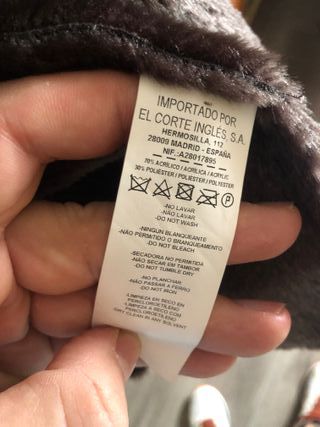 IMPORTADO POR
EL CORTE INGLÉS, S.A.
HERMOSILLA, 112
28009 MADRID - ESPAÑA
NIF.:A28017895
70% ACRÍLICO / ACRÍLICA / ACRYLIC
30% POLIÉSTER / POLIÉSTER / POLYESTER
P
-NO LAVAR
-NÃO LAVAR
-DO NOT WASH
-NINGUN BLANQUEANTE
-NÃO PERMITIDO O BRANQUEAMENTO
-DO NOT BLEACH
-SECADORA NO PERMITIDA
-NÃO SECAR EM TAMBOR
-DO NOT TUMBLE DRY
-NO PLANCHAR
-NÃO PASSAR A FERRO
-DO NOT IRON
-LIMPIEZA EN SECO EN
PERCLOROETILENO
-LIMPEZA A SECO COM
PERCLOROETILENO
DRY CLEAN IN ANY SOLVENT